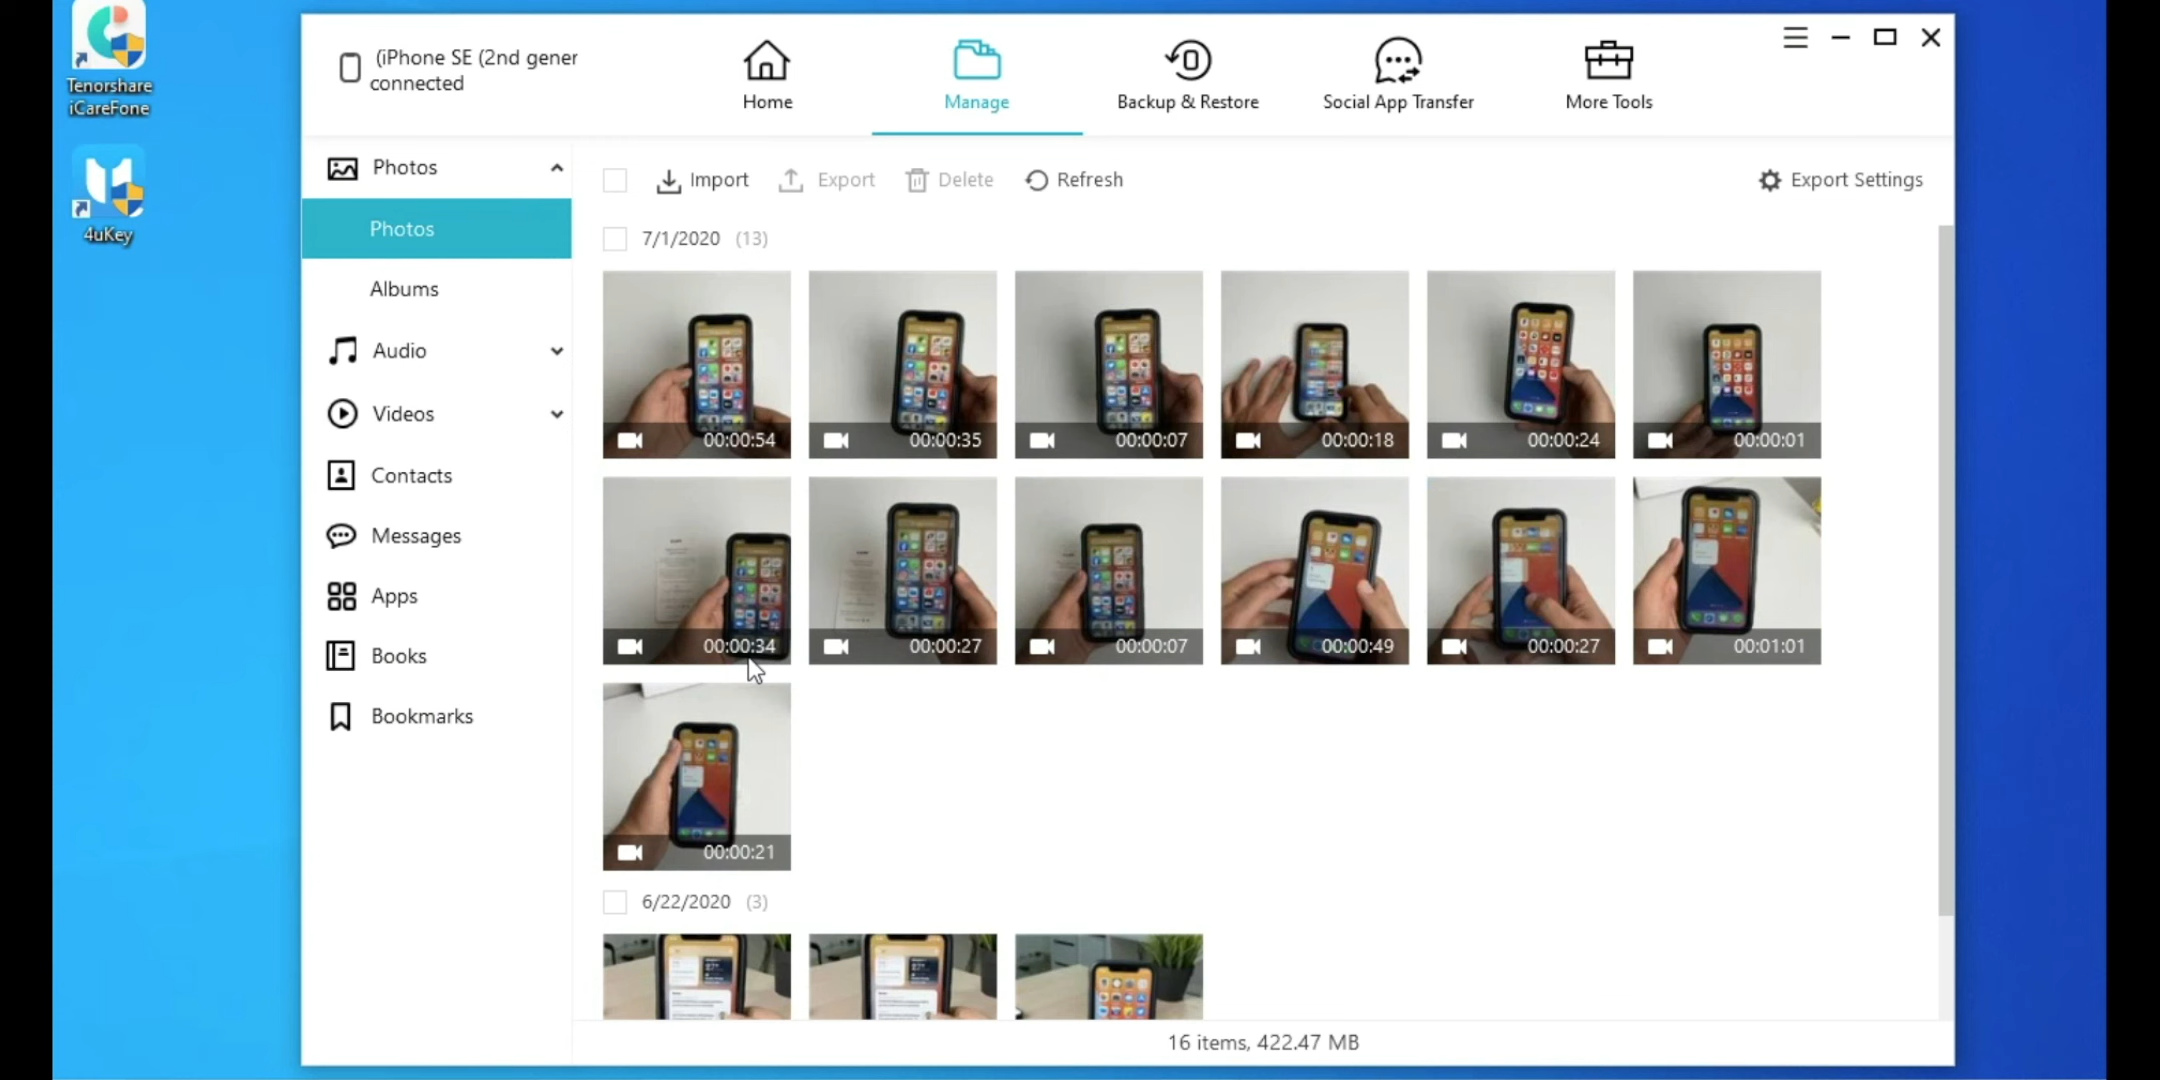 Tenorshare
iCareFone
4uKey
(iPhone SE (2nd gener
connected
Home
Manage
Backup & Restore
Social App Transfer
More Tools
Photos
Photos
Albums
Audio
Videos
Contacts
Messages
Apps
Books
Bookmarks
Import
Export
Delete
Refresh
Export Settings
7/1/2020 (13)
00:00:54
00:00:35
00:00:07
00:00:18
00:00:24
00:00:01
00:00:34
00:00:27
00:00:07
00:00:49
00:00:27
00:01:01
00:00:21
6/22/2020 (3)
16 items, 422.47 MB